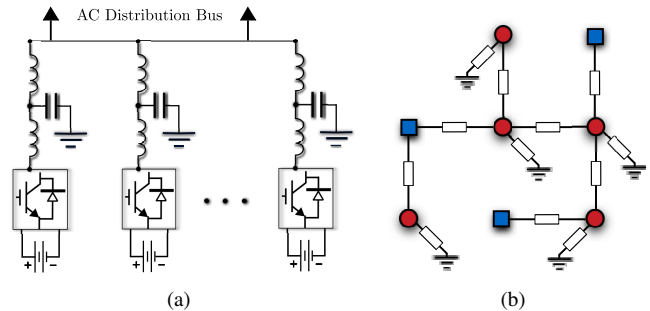 AC Distribution Bus
+ − + − + −
(a) (b)